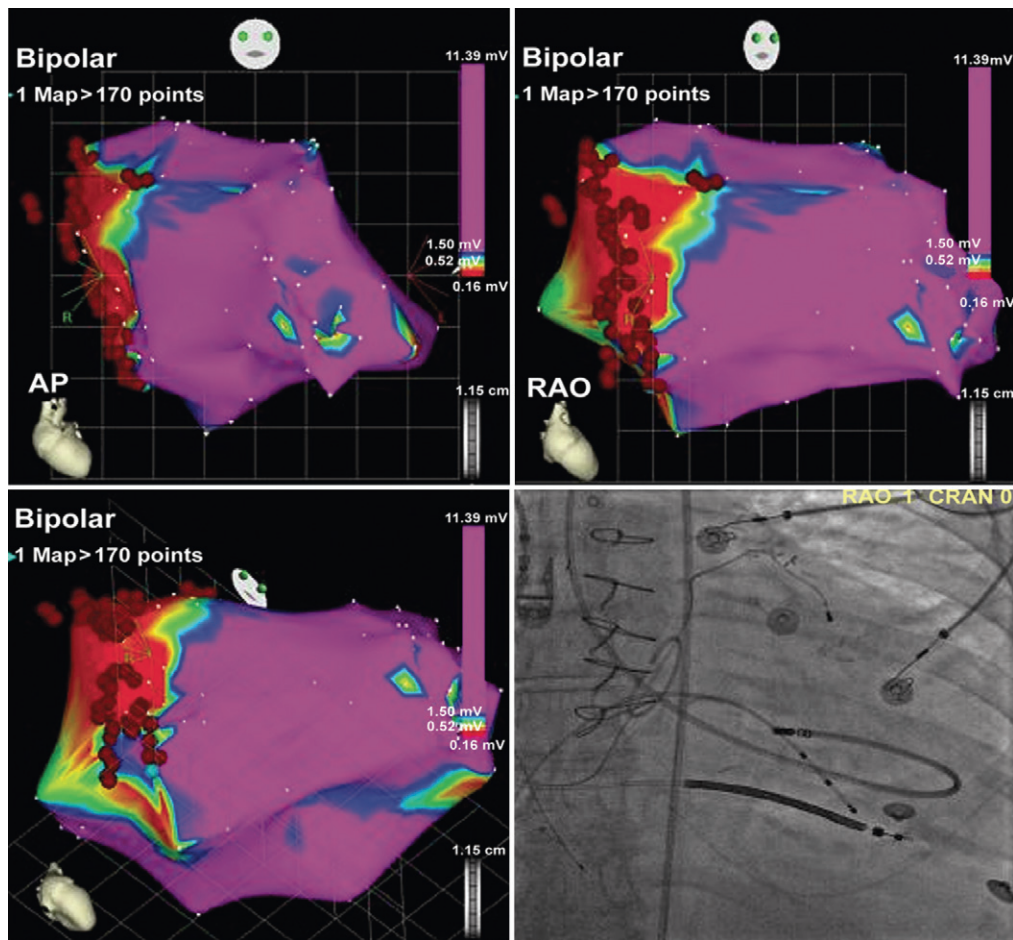 Bipolar
1 Map>170 points
11.39 mV
1.50 mV
0.52 mV
0.16 mV
R
L
AP
1.15 cm
Bipolar
1 Map>170 points
11.39 mV
1.50 mV
0.52 mV
0.16 mV
R
RAO
1.15 cm
Bipolar
1 Map>170 points
11.39 mV
R
1.50 mV
0.52 mV
0.16 mV
1.15 cm
RAO 1 CRAN 0